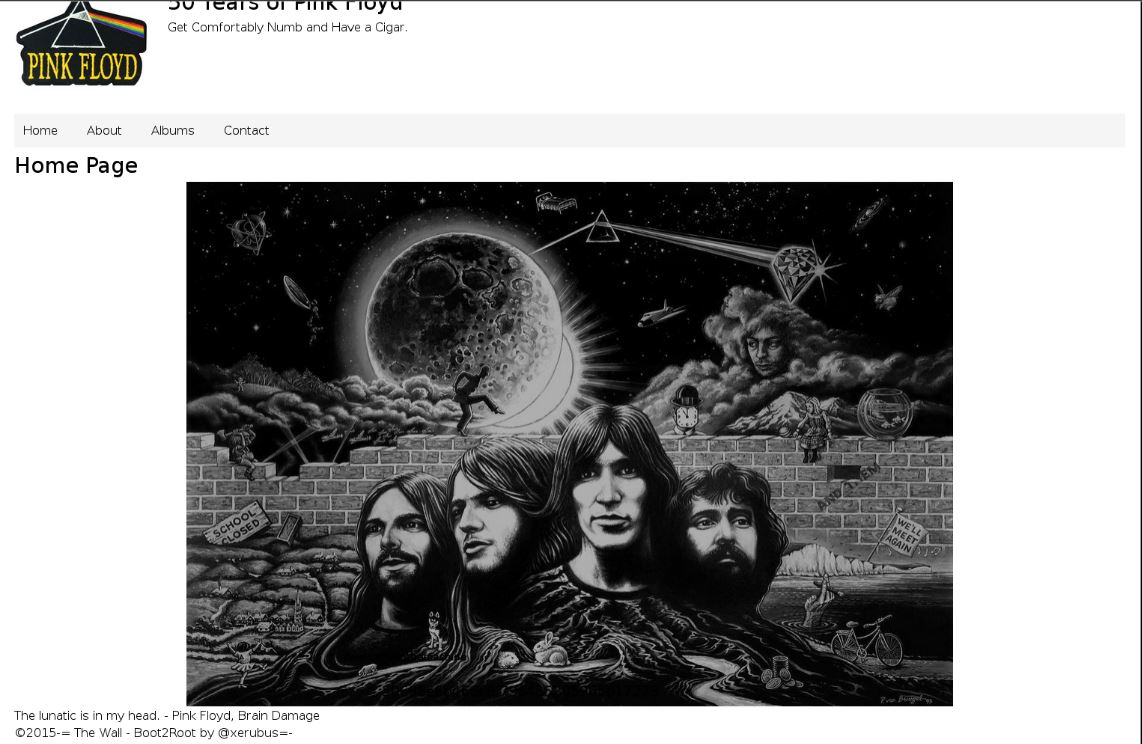 50 Years of Pink Floyd
Get Comfortably Numb and Have a Cigar.
PINK FLOYD
Home About Albums Contact
Home Page
SCHOOL
CLOSED
WE'LL
MEET
AGAIN
The lunatic is in my head. - Pink Floyd, Brain Damage
©2015-= The Wall - Boot2Root by @xerubus=-